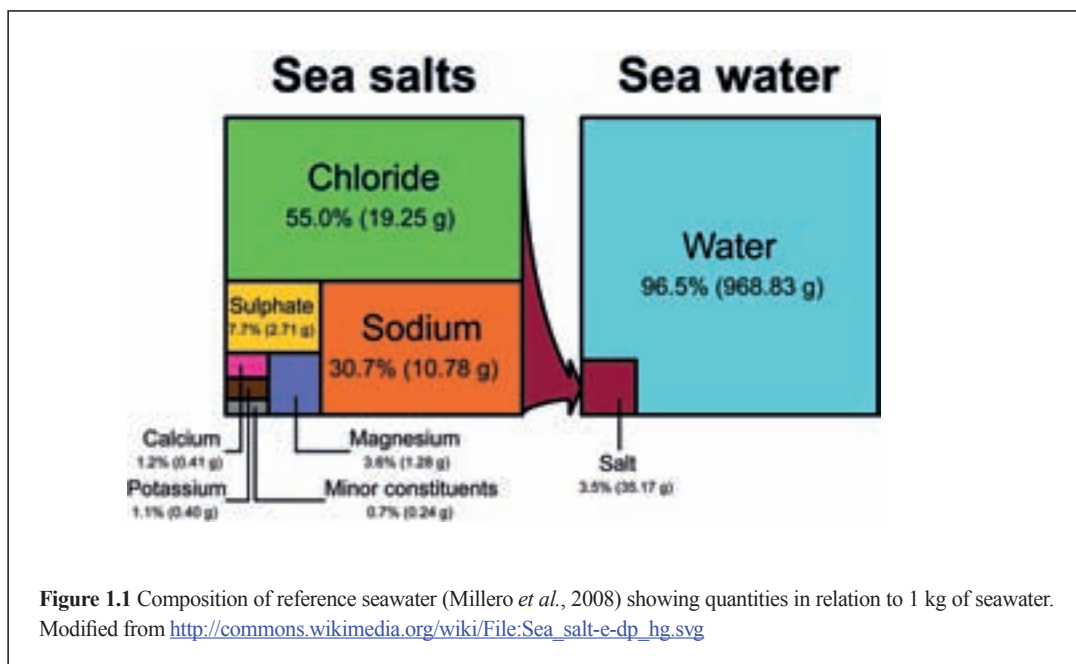 Sea salts
Sea water
Chloride
55.0% (19.25 g)
Sulphate
7.7% (2.71 g)
Sodium
30.7% (10.78 g)
Calcium
1.2% (0.41 g)
Magnesium
3.6% (1.28 g)
Potassium
1.1% (0.40 g)
Minor constituents
0.7% (0.24 g)
Water
96.5% (968.83 g)
Salt
3.5% (35.17 g)
Figure 1.1 Composition of reference seawater (Millero et al., 2008) showing quantities in relation to 1 kg of seawater.
Modified from http://commons.wikimedia.org/wiki/File:Sea_salt-e-dp_hg.svg